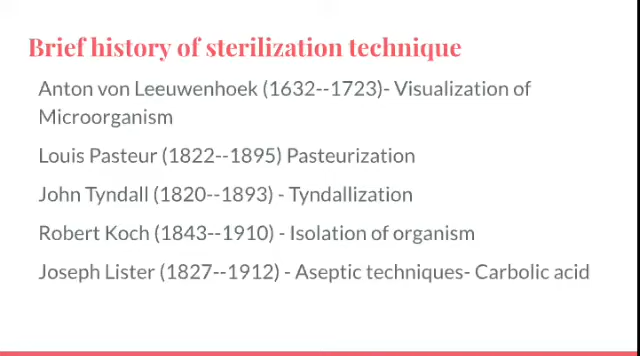 Brief history of sterilization technique
Anton von Leeuwenhoek (1632--1723)- Visualization of
Microorganism
Louis Pasteur (1822--1895) Pasteurization
John Tyndall (1820--1893) - Tyndallization
Robert Koch (1843--1910) - Isolation of organism
Joseph Lister (1827--1912) - Aseptic techniques- Carbolic acid